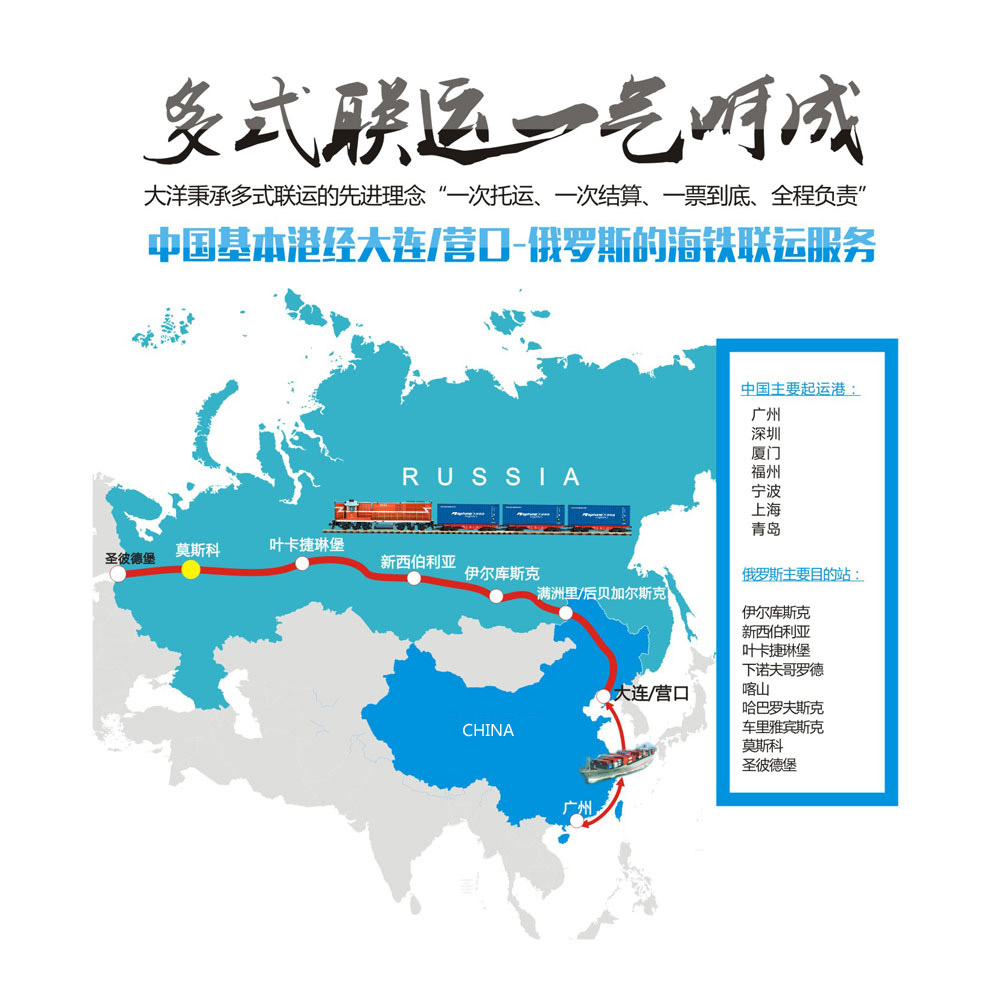 多式联运一气呵成
大洋秉承多式联运的先进理念“一次托运、一次结算、一票到底、全程负责”
中国基本港经大连/营口-俄罗斯的海铁联运服务
RUSSIA
圣彼德堡
莫斯科
叶卡捷琳堡
新西伯利亚
伊尔库斯克
满洲里/后贝加尔斯克
大连/营口
CHINA
广州
中国主要起运港：
广州
深圳
厦门
福州
宁波
上海
青岛
俄罗斯主要目的站：
伊尔库斯克
新西伯利亚
叶卡捷琳堡
下诺夫哥罗德
喀山
哈巴罗夫斯克
车里雅宾斯克
莫斯科
圣彼德堡